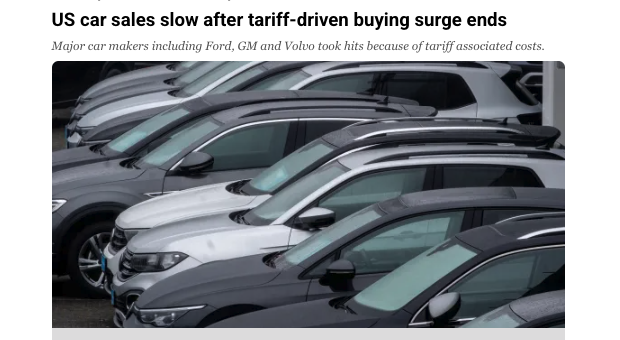 US car sales slow after tariff-driven buying surge ends
Major car makers including Ford, GM and Volvo took hits because of tariff associated costs.